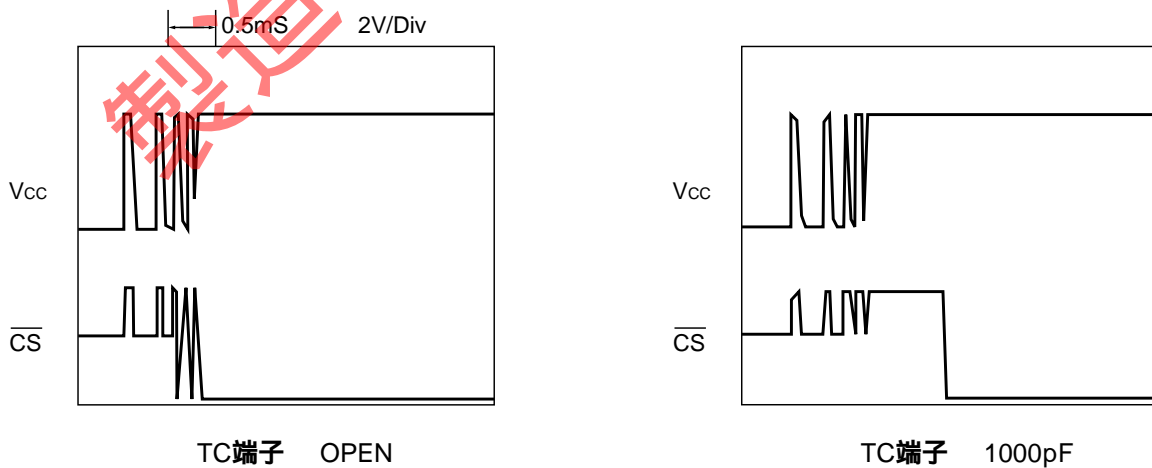 0.5mS 2V/Div
製造
Vcc
Vcc
CS
CS
TC端子 OPEN
TC端子 1000pF